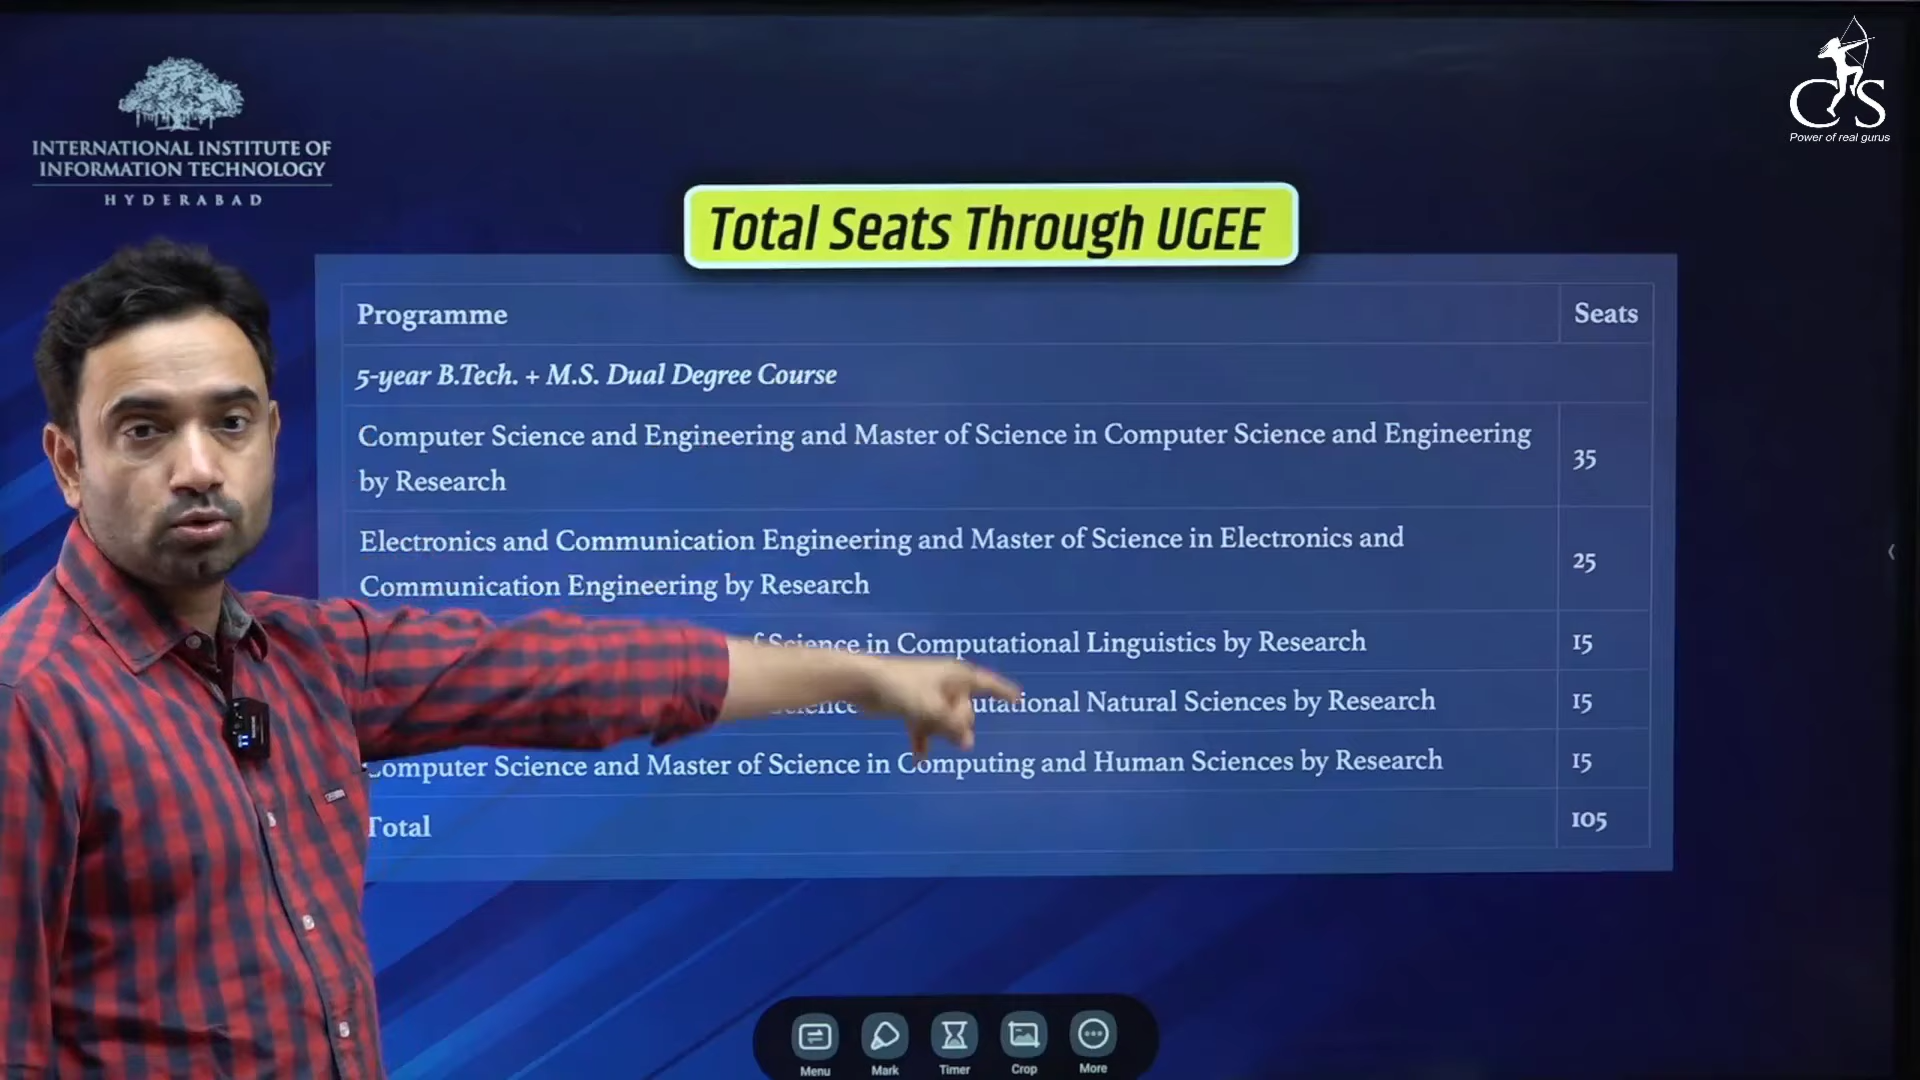 INTERNATIONAL INSTITUTE OF
INFORMATION TECHNOLOGY
HYDERABAD
CS
Power of real gurus
Total Seats Through UGEE
Programme Seats
5-year B.Tech. + M.S. Dual Degree Course
Computer Science and Engineering and Master of Science in Computer Science and Engineering
by Research
35
Electronics and Communication Engineering and Master of Science in Electronics and
Communication Engineering by Research
25
Science in Computational Linguistics by Research 15
Natural Sciences by Research 15
Computer Science and Master of Science in Computing and Human Sciences by Research 15
Total 105
Menu Mark Timer Crop More